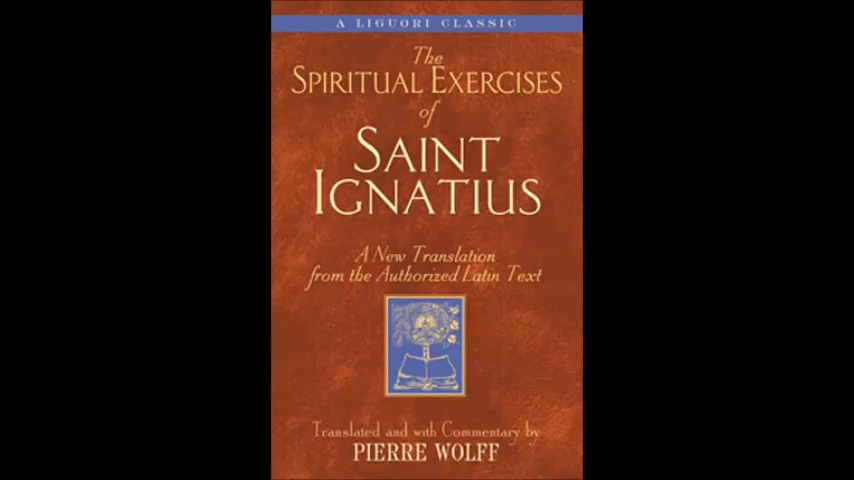 A LIGUORI CLASSIC
The
SPIRITUAL EXERCISES
of
SAINT
IGNATIUS
A New Translation
from the Authorized Latin Text
Translated and with Commentary by
PIERRE WOLFF